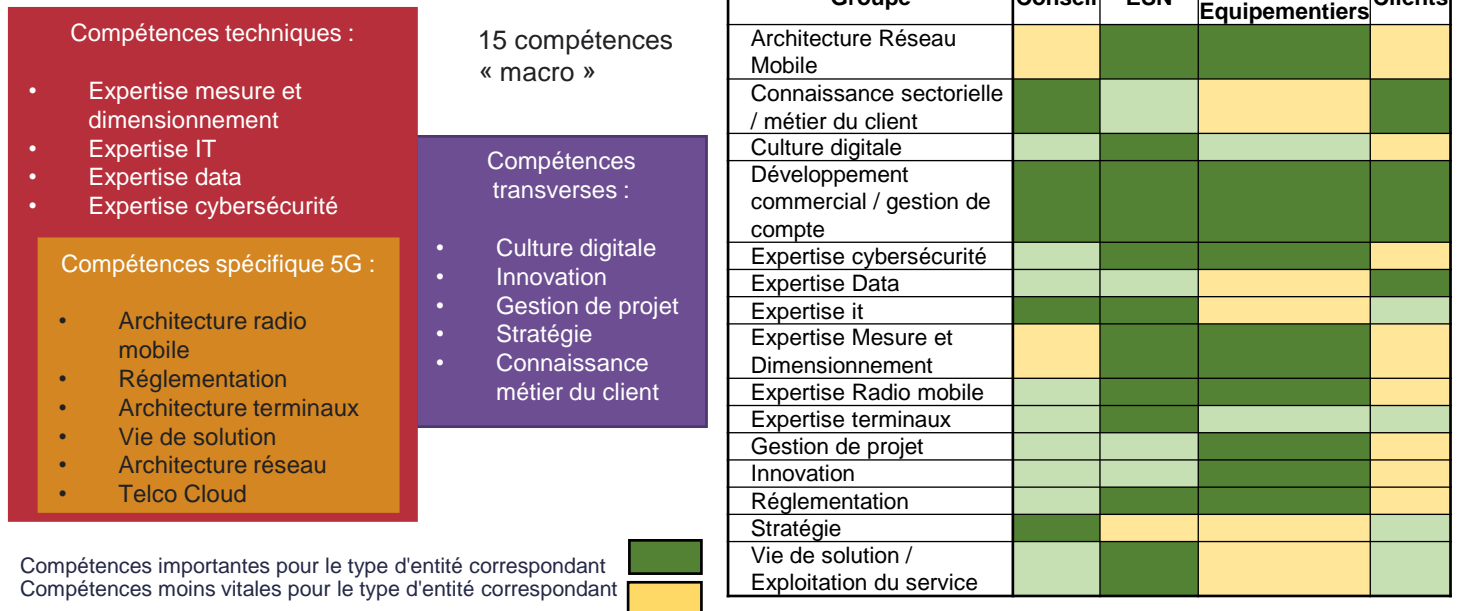 Compétences techniques :
• Expertise mesure et
dimensionnement
• Expertise IT
• Expertise data
• Expertise cybersécurité
Compétences spécifique 5G :
• Architecture radio
mobile
• Réglementation
• Architecture terminaux
• Vie de solution
• Architecture réseau
• Telco Cloud
15 compétences
« macro »
Compétences
transverses :
• Culture digitale
• Innovation
• Gestion de projet
• Stratégie
• Connaissance
métier du client
Compétences importantes pour le type d'entité correspondant
Compétences moins vitales pour le type d'entité correspondant
Groupe Conseil ESN Equipementiers Clients
Architecture Réseau
Mobile
Connaissance sectorielle
/ métier du client
Culture digitale
Développement
commercial / gestion de
compte
Expertise cybersécurité
Expertise Data
Expertise it
Expertise Mesure et
Dimensionnement
Expertise Radio mobile
Expertise terminaux
Gestion de projet
Innovation
Réglementation
Stratégie
Vie de solution /
Exploitation du service